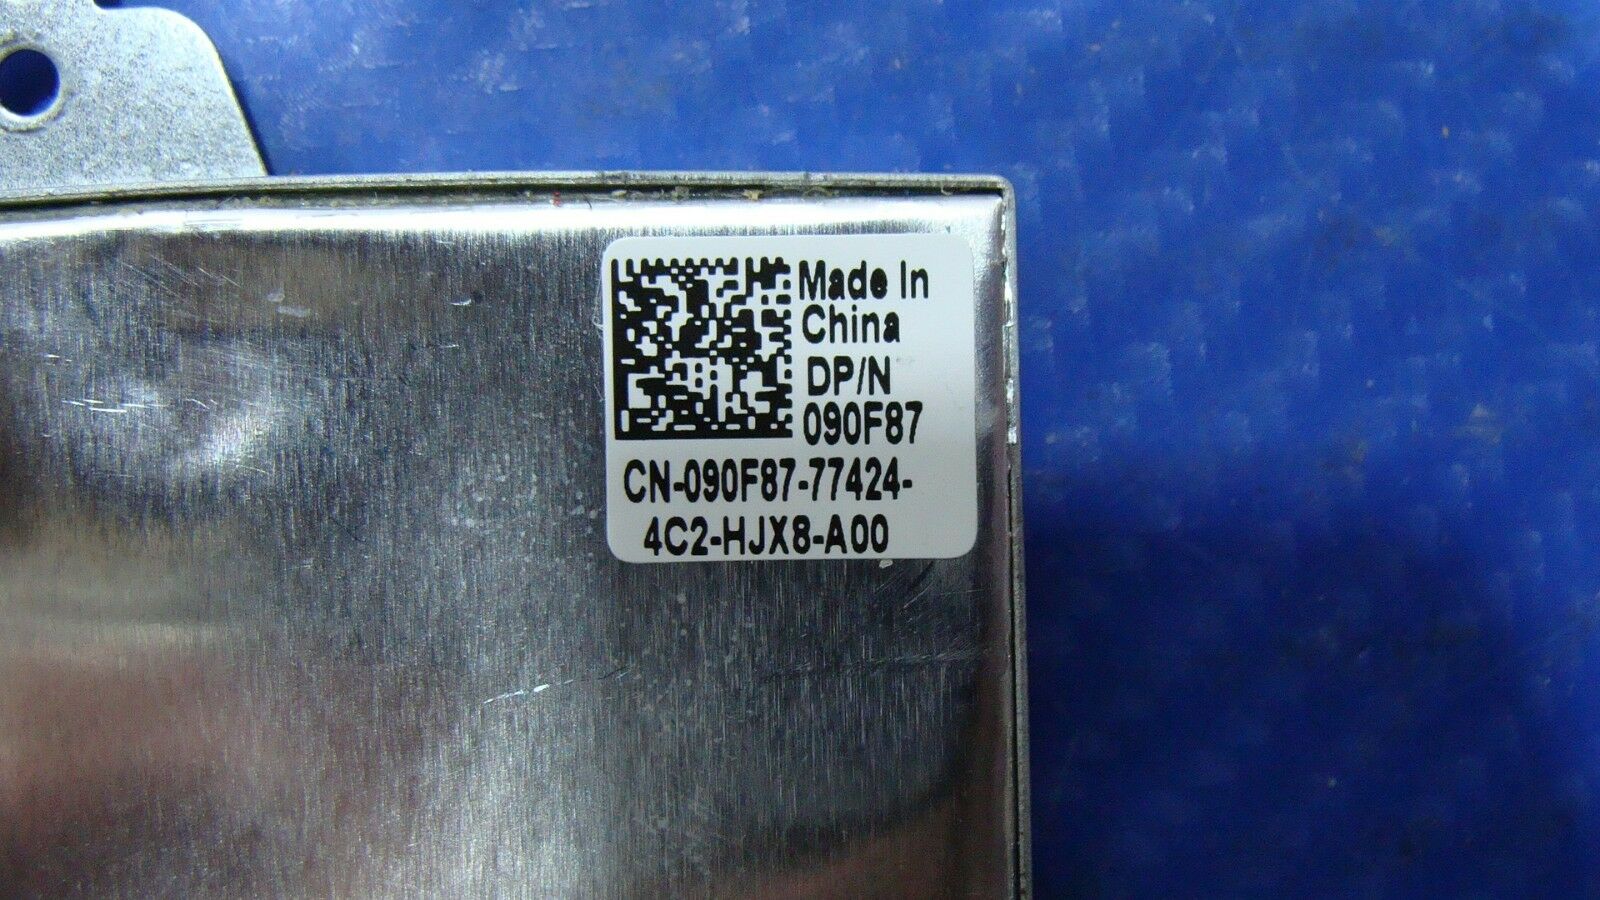 Made In
China
DP/N
090F87
CN-090F87-77424-
4C2-HJX8-A00